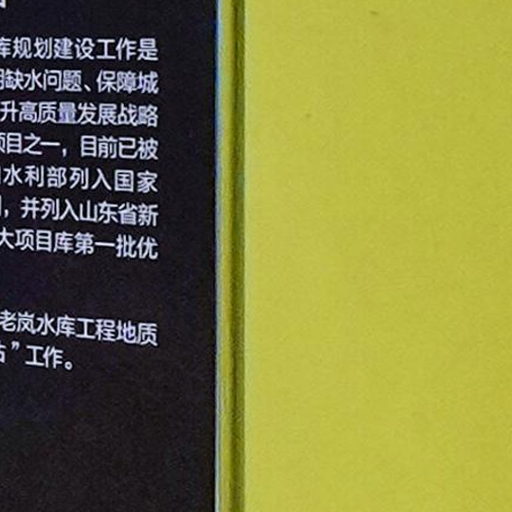 库规划建设工作是
缺水问题、保障城
升高质量发展战略
项目之一，目前已被
水利部列入国家
，并列入山东省新
大项目库第一批优
老岚水库工程地质
”工作。